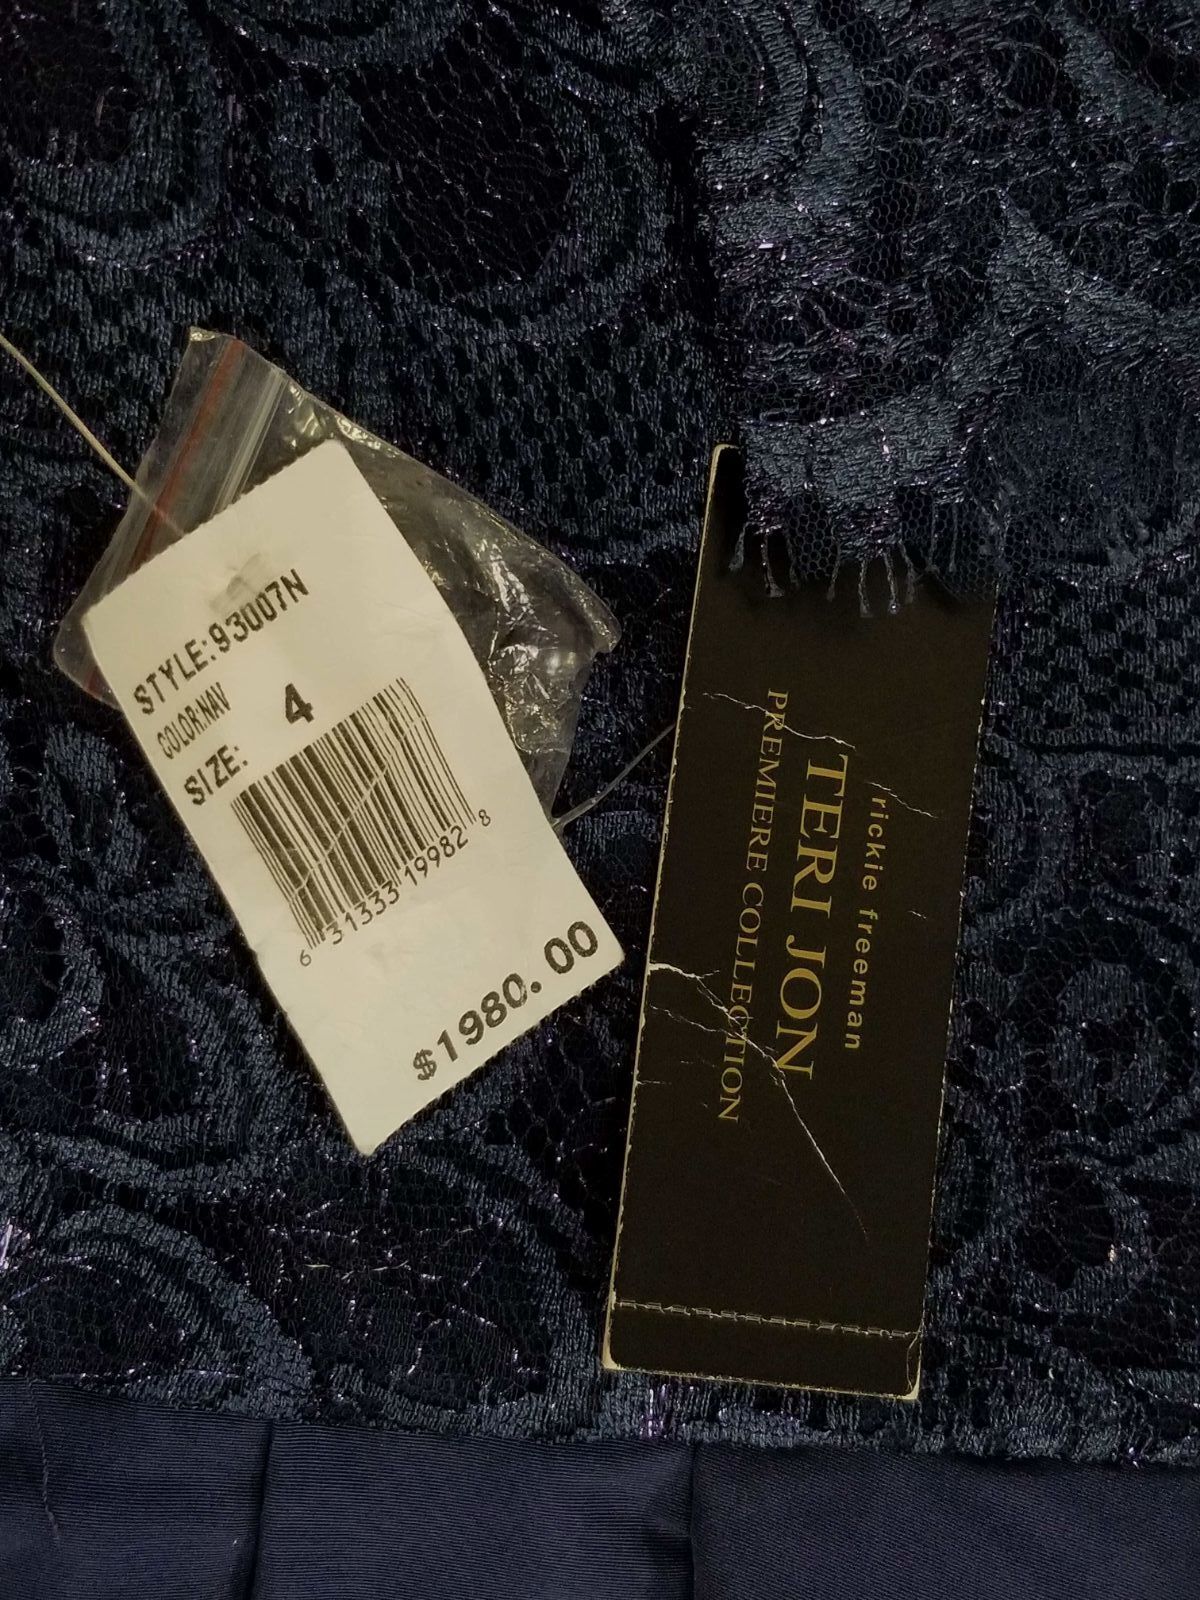 STYLE:93007N
COLOR:NAV
SIZE: 4
6 31333 19982 8
$1980.00
rickie freeman
TERI JON
PREMIERE COLLECTION